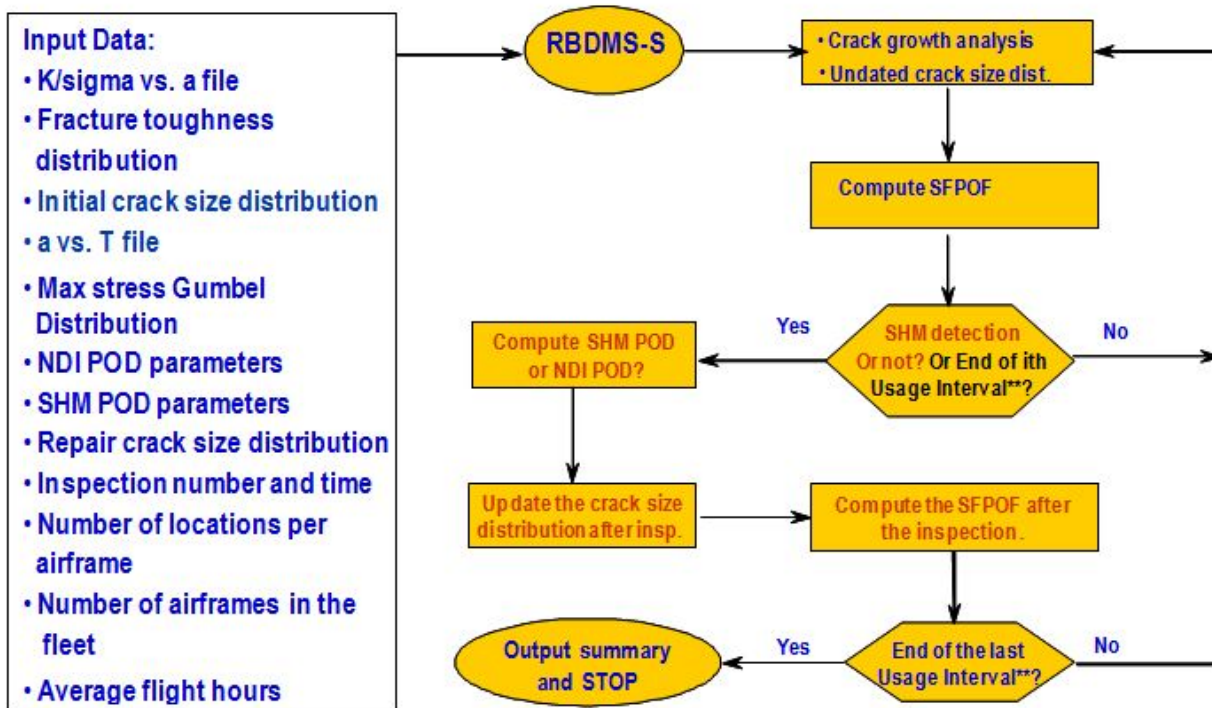 Input Data:
• K/sigma vs. a file
• Fracture toughness
distribution
• Initial crack size distribution
• a vs. T file
• Max stress Gumbel
Distribution
• NDI POD parameters
• SHM POD parameters
• Repair crack size distribution
• Inspection number and time
• Number of locations per
airframe
• Number of airframes in the
fleet
• Average flight hours
RBDMS-S
• Crack growth analysis
• Undated crack size dist.
Compute SFPOF
SHM detection
Or not? Or End of ith
Usage Interval**?
Yes
No
Compute SHM POD
or NDI POD?
Update the crack size
distribution after insp.
Compute the SFPOF after
the inspection.
End of the last
Usage Interval**?
Yes
No
Output summary
and STOP